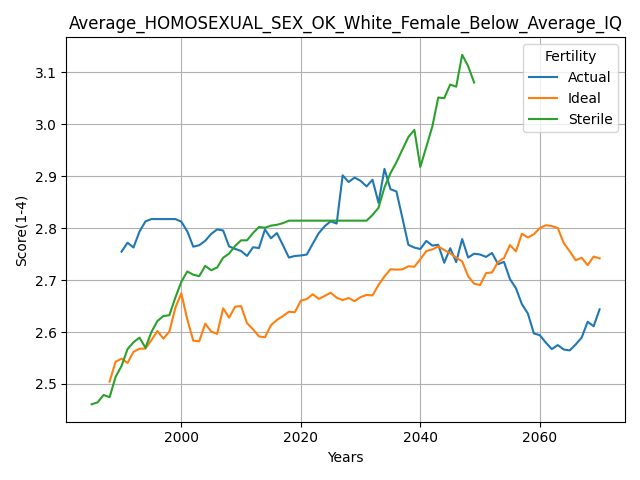 Average_HOMOSEXUAL_SEX_OK_White_Female_Below_Average_IQ
Fertility
Actual
Ideal
Sterile
Score(1-4)
3.1
3.0
2.9
2.8
2.7
2.6
2.5
2000
2020
2040
2060
Years